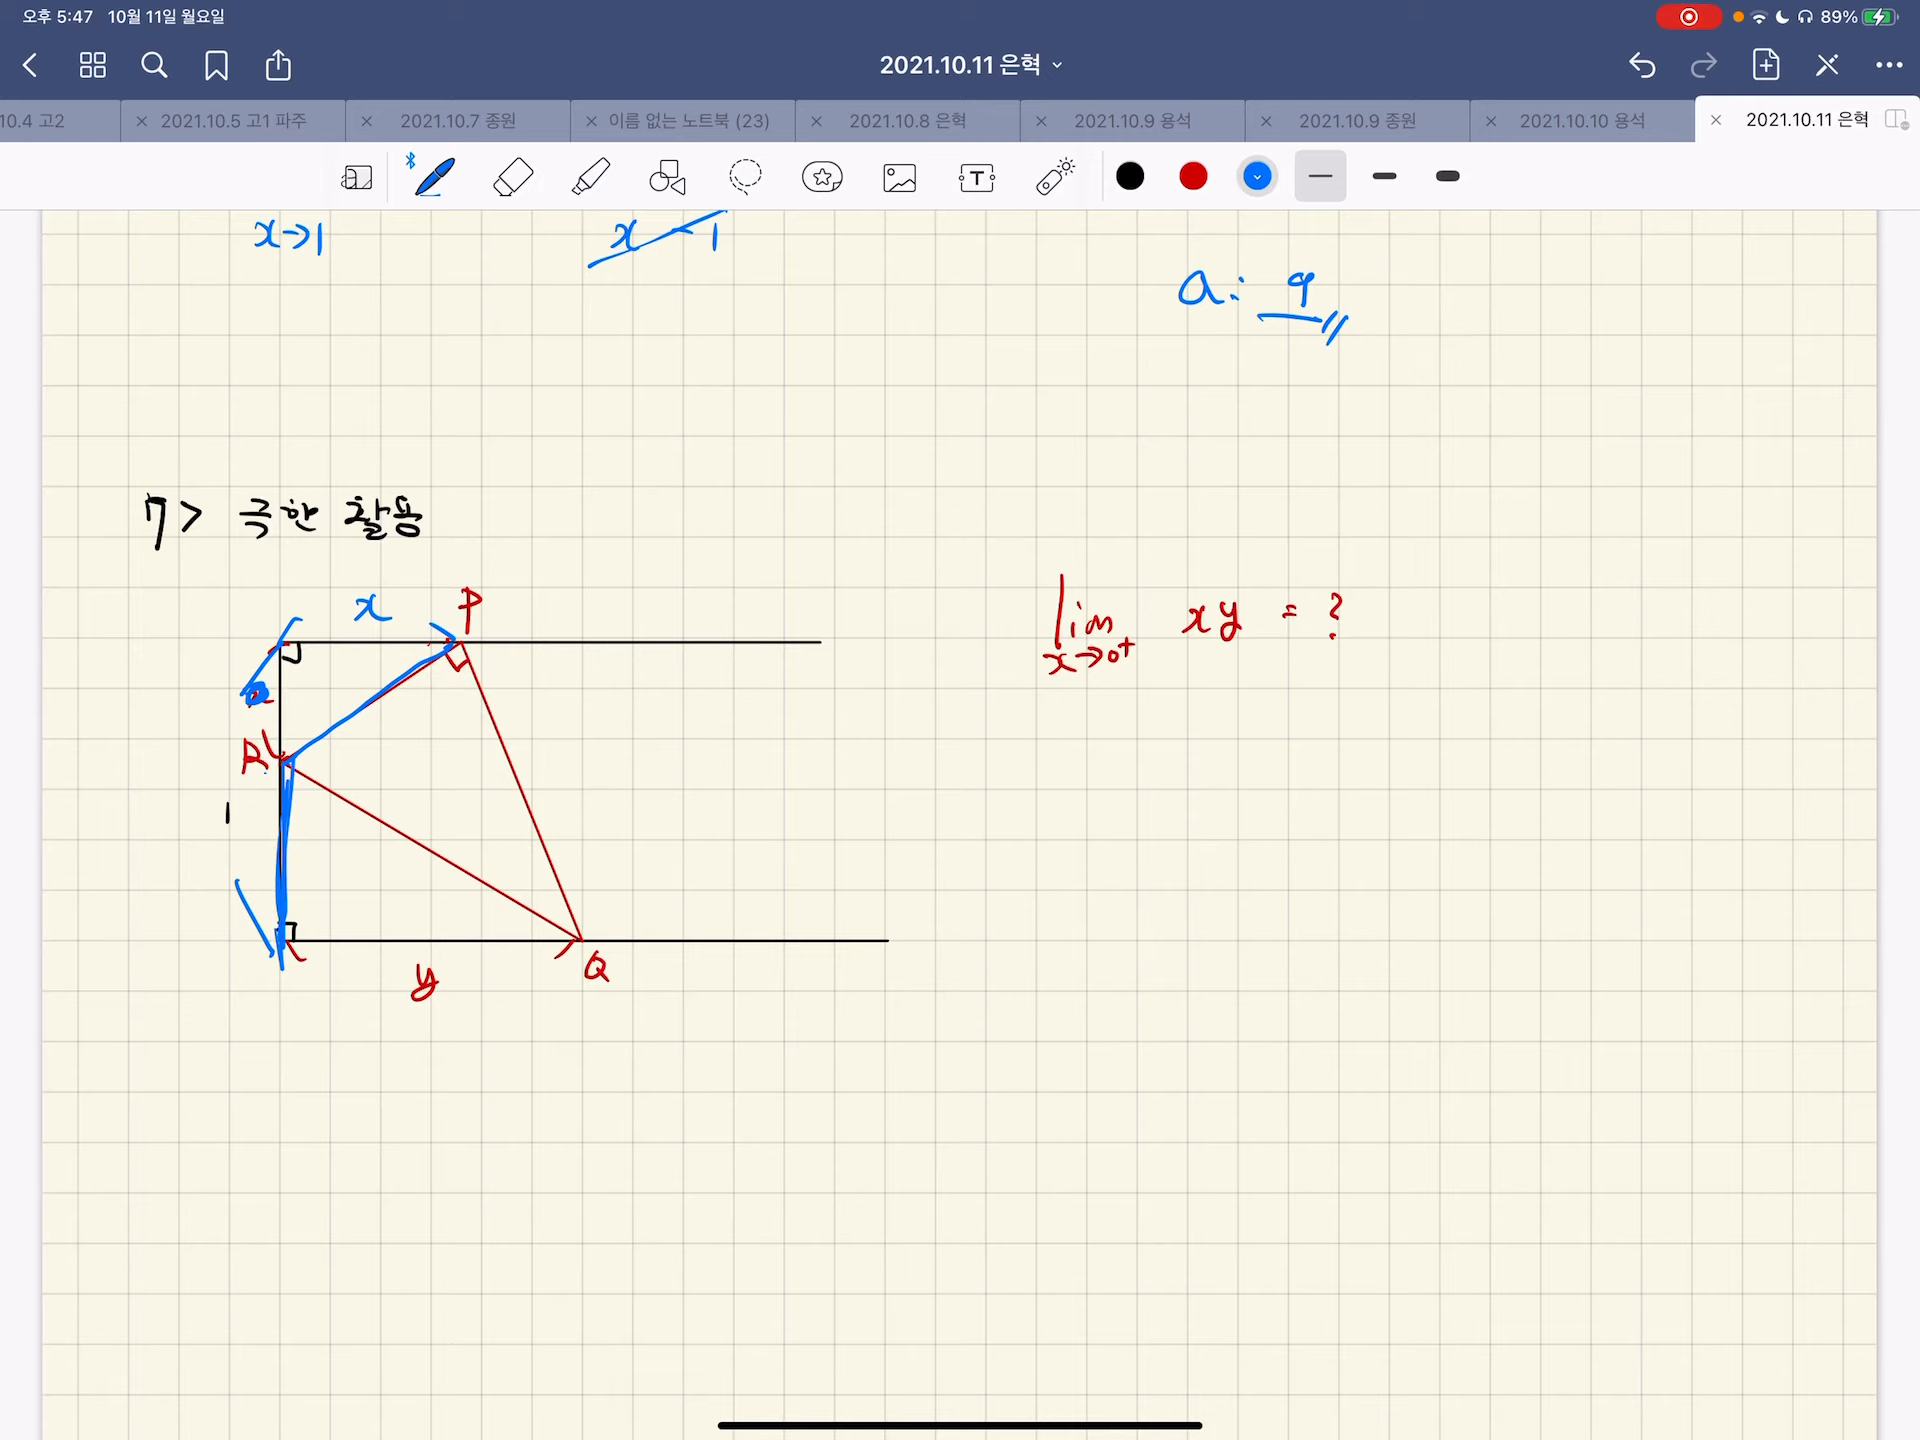 오후 5:47 10월 11일 월요일
89%
2021.10.11 은혁
10.4 고2
2021.10.5 고1 파주
2021.10.7 종원
이름 없는 노트북 (23)
2021.10.8 은혁
2021.10.9 용석
2021.10.9 종원
2021.10.10 용석
2021.10.11 은혁
x→1
x-1
a: 9
7> 극한 활용
x
P
lim xy = ?
x→0+
R
1
y
Q